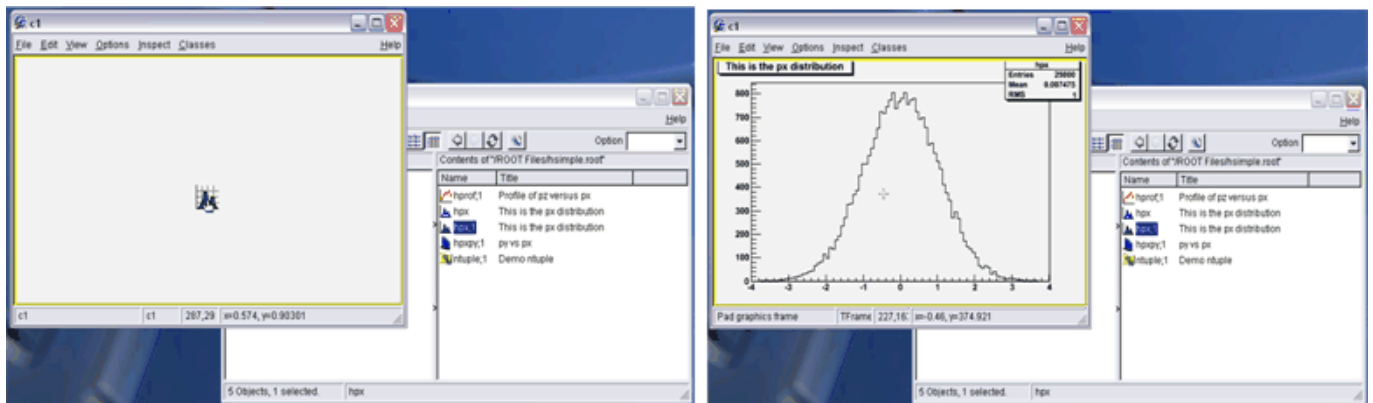 c1
File Edit View Options Inspect Classes Help
Help
Option
Contents of "/ROOT Files/hsimple.root"
Name Title
hprof;1 Profile of pz versus px
hpx This is the px distribution
hpx;1 This is the px distribution
hpxpy;1 py vs px
ntuple;1 Demo ntuple
c1 c1 287,29 x=0.574, y=0.90301
5 Objects, 1 selected. hpx
c1
File Edit View Options Inspect Classes Help
This is the px distribution
hpx
Entries 25000
Mean
RMS 1
800
700
600
500
400
300
200
100
0
-4 -3 -2 -1 0 1 2 3 4
Pad graphics frame TFrame 227,16: x=-0.46, y=374.921
Help
Option
Contents of "/ROOT Files/hsimple.root"
Name Title
hprof;1 Profile of pz versus px
hpx This is the px distribution
hpx;1 This is the px distribution
hpxpy;1 py vs px
ntuple;1 Demo ntuple
5 Objects, 1 selected. hpx